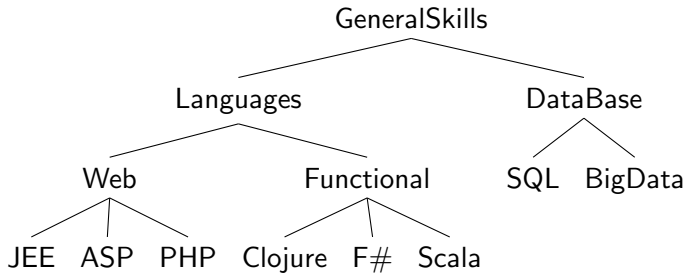 GeneralSkills
Languages DataBase
Web Functional SQL BigData
JEE ASP PHP Clojure F# Scala